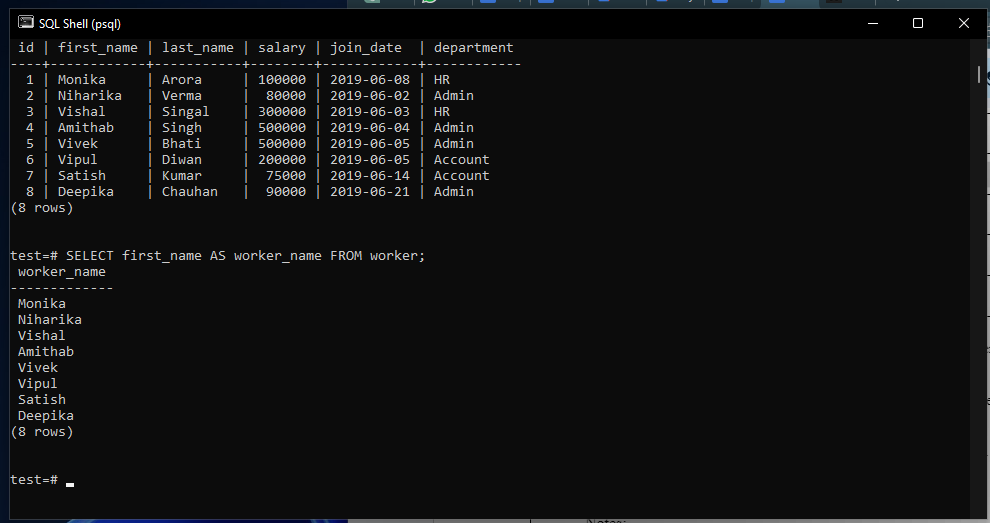 SQL Shell (psql)
 id | first_name | last_name | salary | join_date  | department
----+------------+-----------+--------+------------+------------
  1 | Monika     | Arora     | 100000 | 2019-06-08 | HR
  2 | Niharika   | Verma     |  80000 | 2019-06-02 | Admin
  3 | Vishal     | Singal    | 300000 | 2019-06-03 | HR
  4 | Amithab    | Singh     | 500000 | 2019-06-04 | Admin
  5 | Vivek      | Bhati     | 500000 | 2019-06-05 | Admin
  6 | Vipul      | Diwan     | 200000 | 2019-06-05 | Account
  7 | Satish     | Kumar     |  75000 | 2019-06-14 | Account
  8 | Deepika    | Chauhan   |  90000 | 2019-06-21 | Admin
(8 rows)
test=# SELECT first_name AS worker_name FROM worker;
 worker_name
-------------
 Monika
 Niharika
 Vishal
 Amithab
 Vivek
 Vipul
 Satish
 Deepika
(8 rows)
test=#